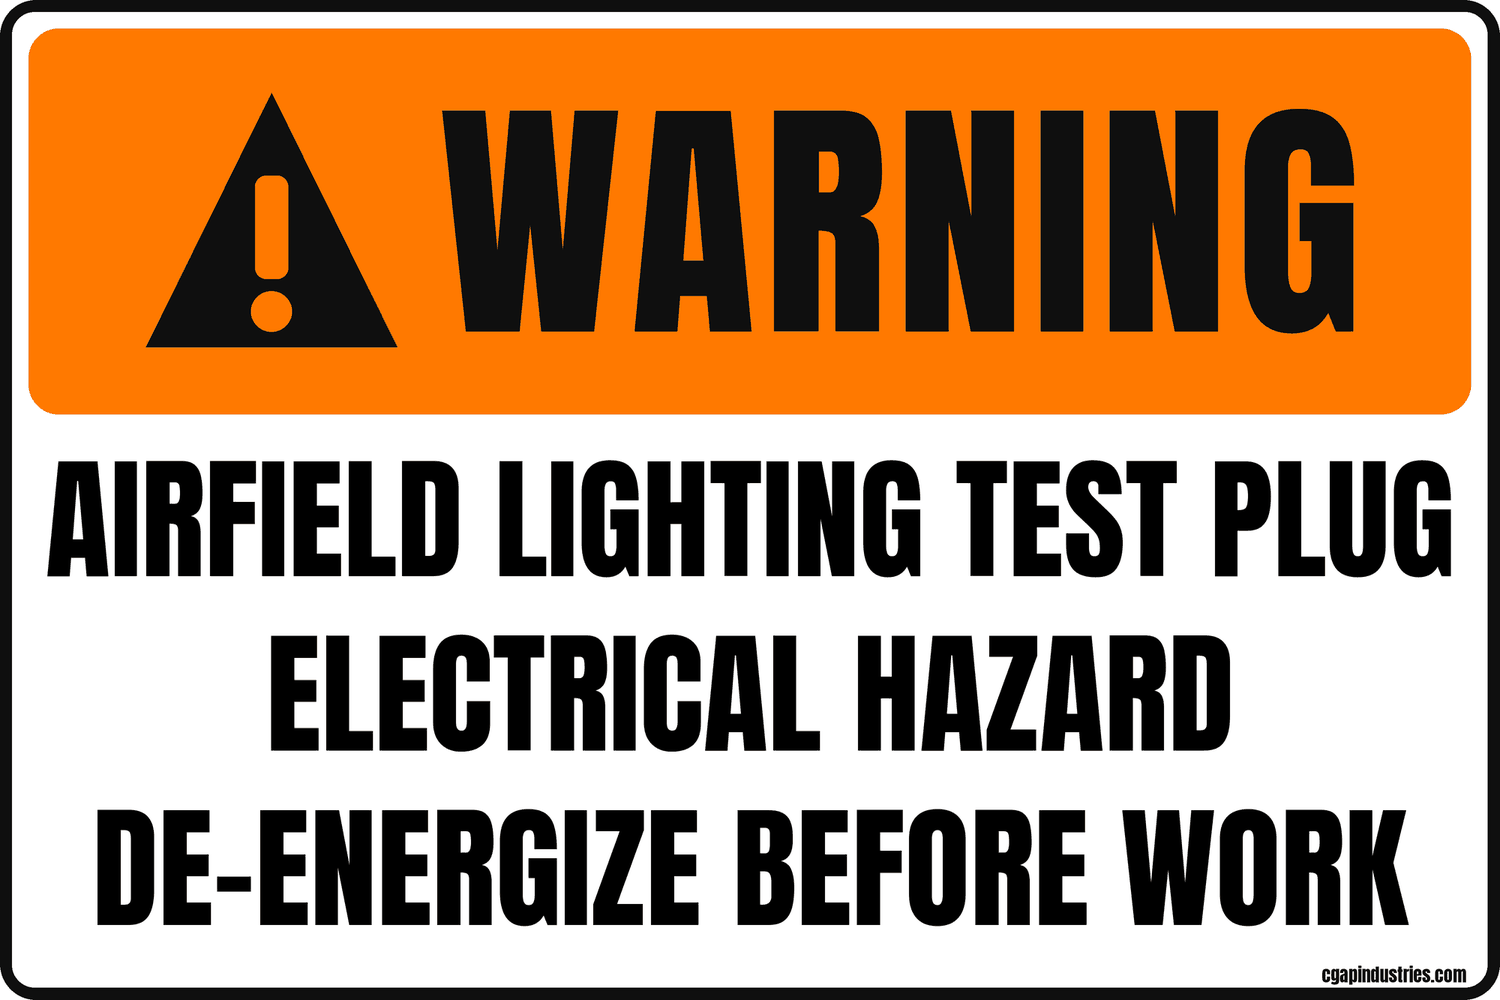 WARNING
AIRFIELD LIGHTING TEST PLUG
ELECTRICAL HAZARD
DE-ENERGIZE BEFORE WORK
cgapindustries.com